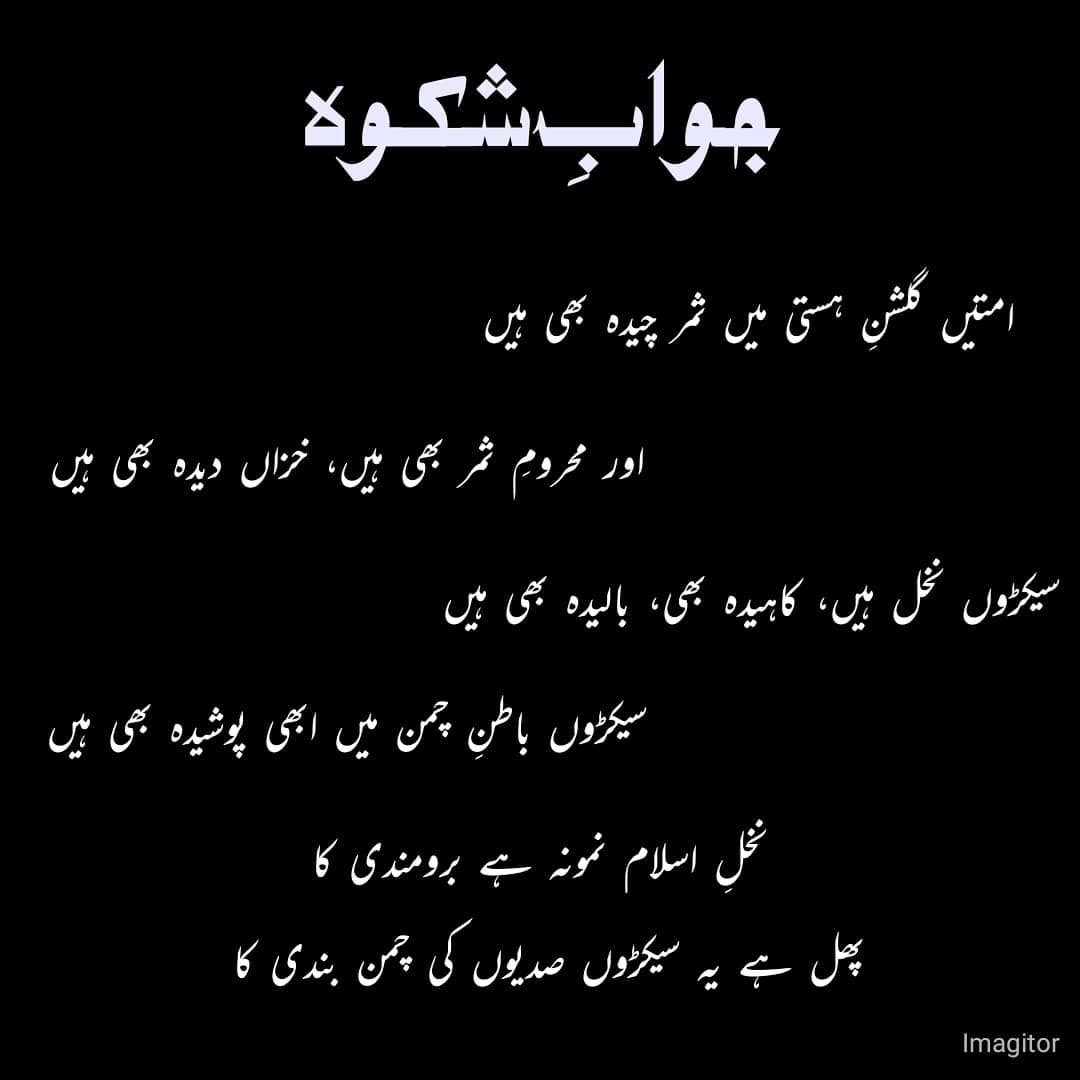 جوابِ شکوہ
امتیں گلشنِ ہستی میں ثمر چیدہ بھی ہیں
اور محرومِ ثمر بھی ہیں، خزاں دیدہ بھی ہیں
سیکڑوں نخل ہیں، کاہیدہ بھی، بالیدہ بھی ہیں
سیکڑوں باطنِ چمن میں ابھی پوشیدہ بھی ہیں
نخلِ اسلام نمونہ ہے برومندی کا
پھل ہے یہ سیکڑوں صدیوں کی چمن بندی کا
Imagitor